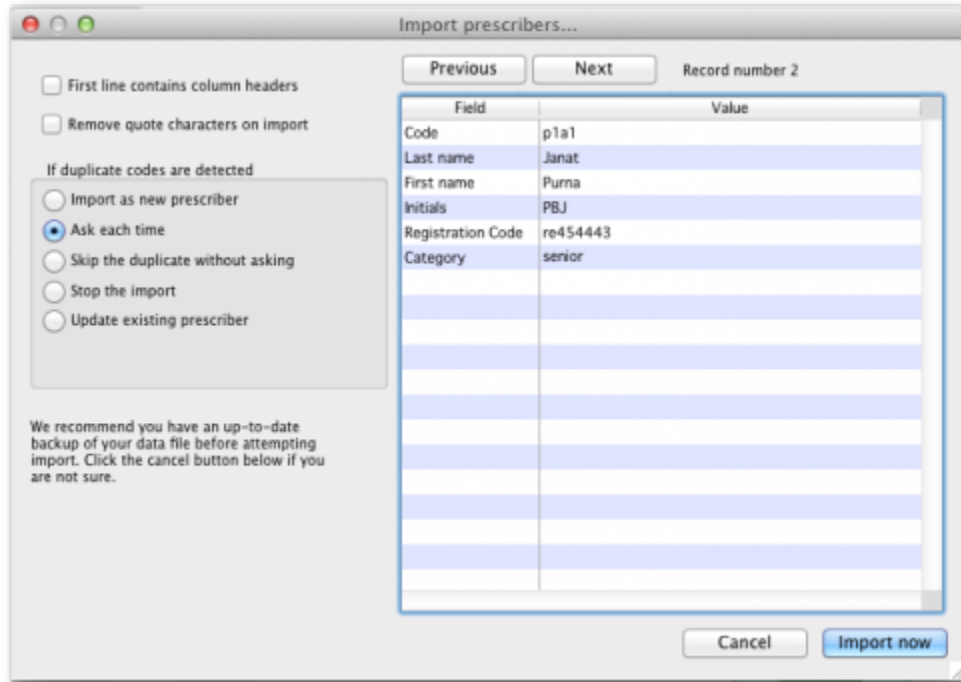 Import prescribers...
First line contains column headers
Remove quote characters on import
If duplicate codes are detected
Import as new prescriber
Ask each time
Skip the duplicate without asking
Stop the import
Update existing prescriber
We recommend you have an up-to-date
backup of your data file before attempting
import. Click the cancel button below if you
are not sure.
Previous Next Record number 2
Field Value
Code p1a1
Last name Janat
First name Purna
Initials PBJ
Registration Code re454443
Category senior
Cancel Import now